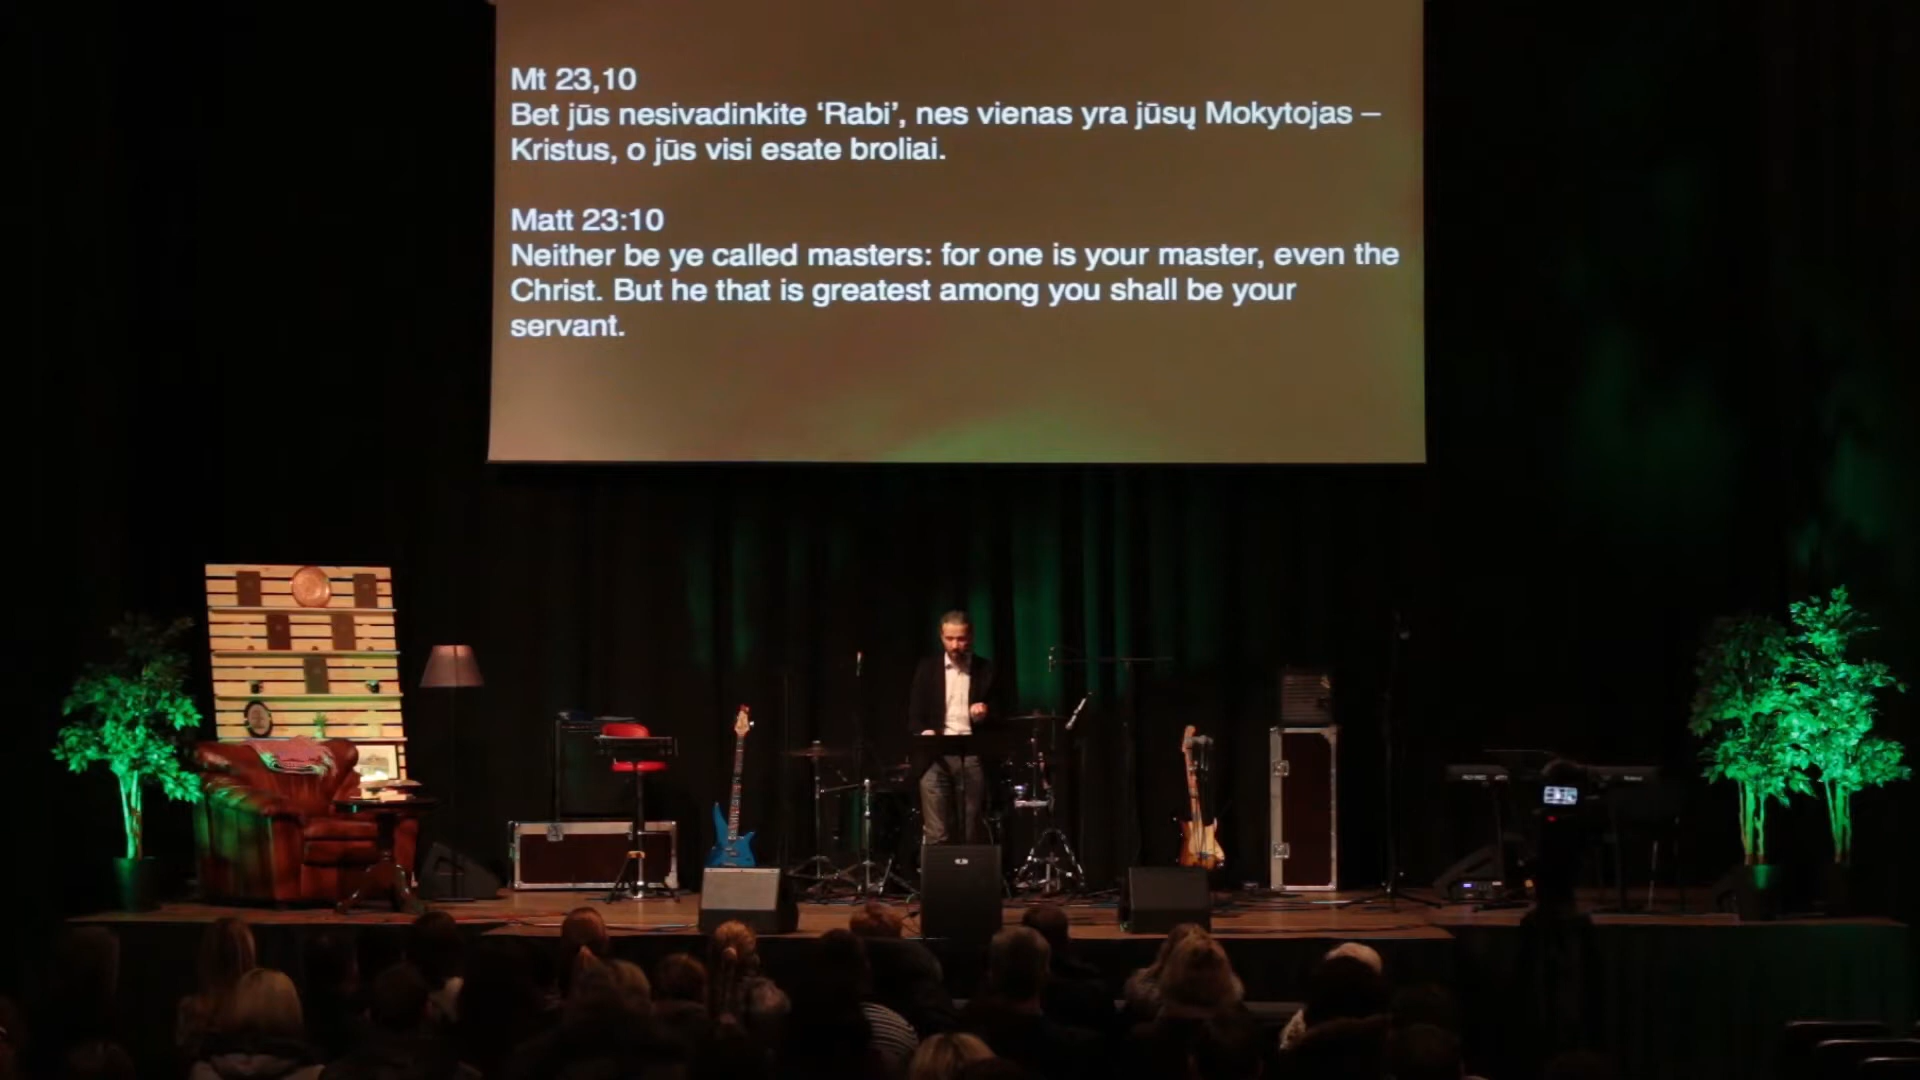 Mt 23,10
Bet jūs nesivadinkite ‘Rabi’, nes vienas yra jūsų Mokytojas –
Kristus, o jūs visi esate broliai.
Matt 23:10
Neither be ye called masters: for one is your master, even the
Christ. But he that is greatest among you shall be your
servant.